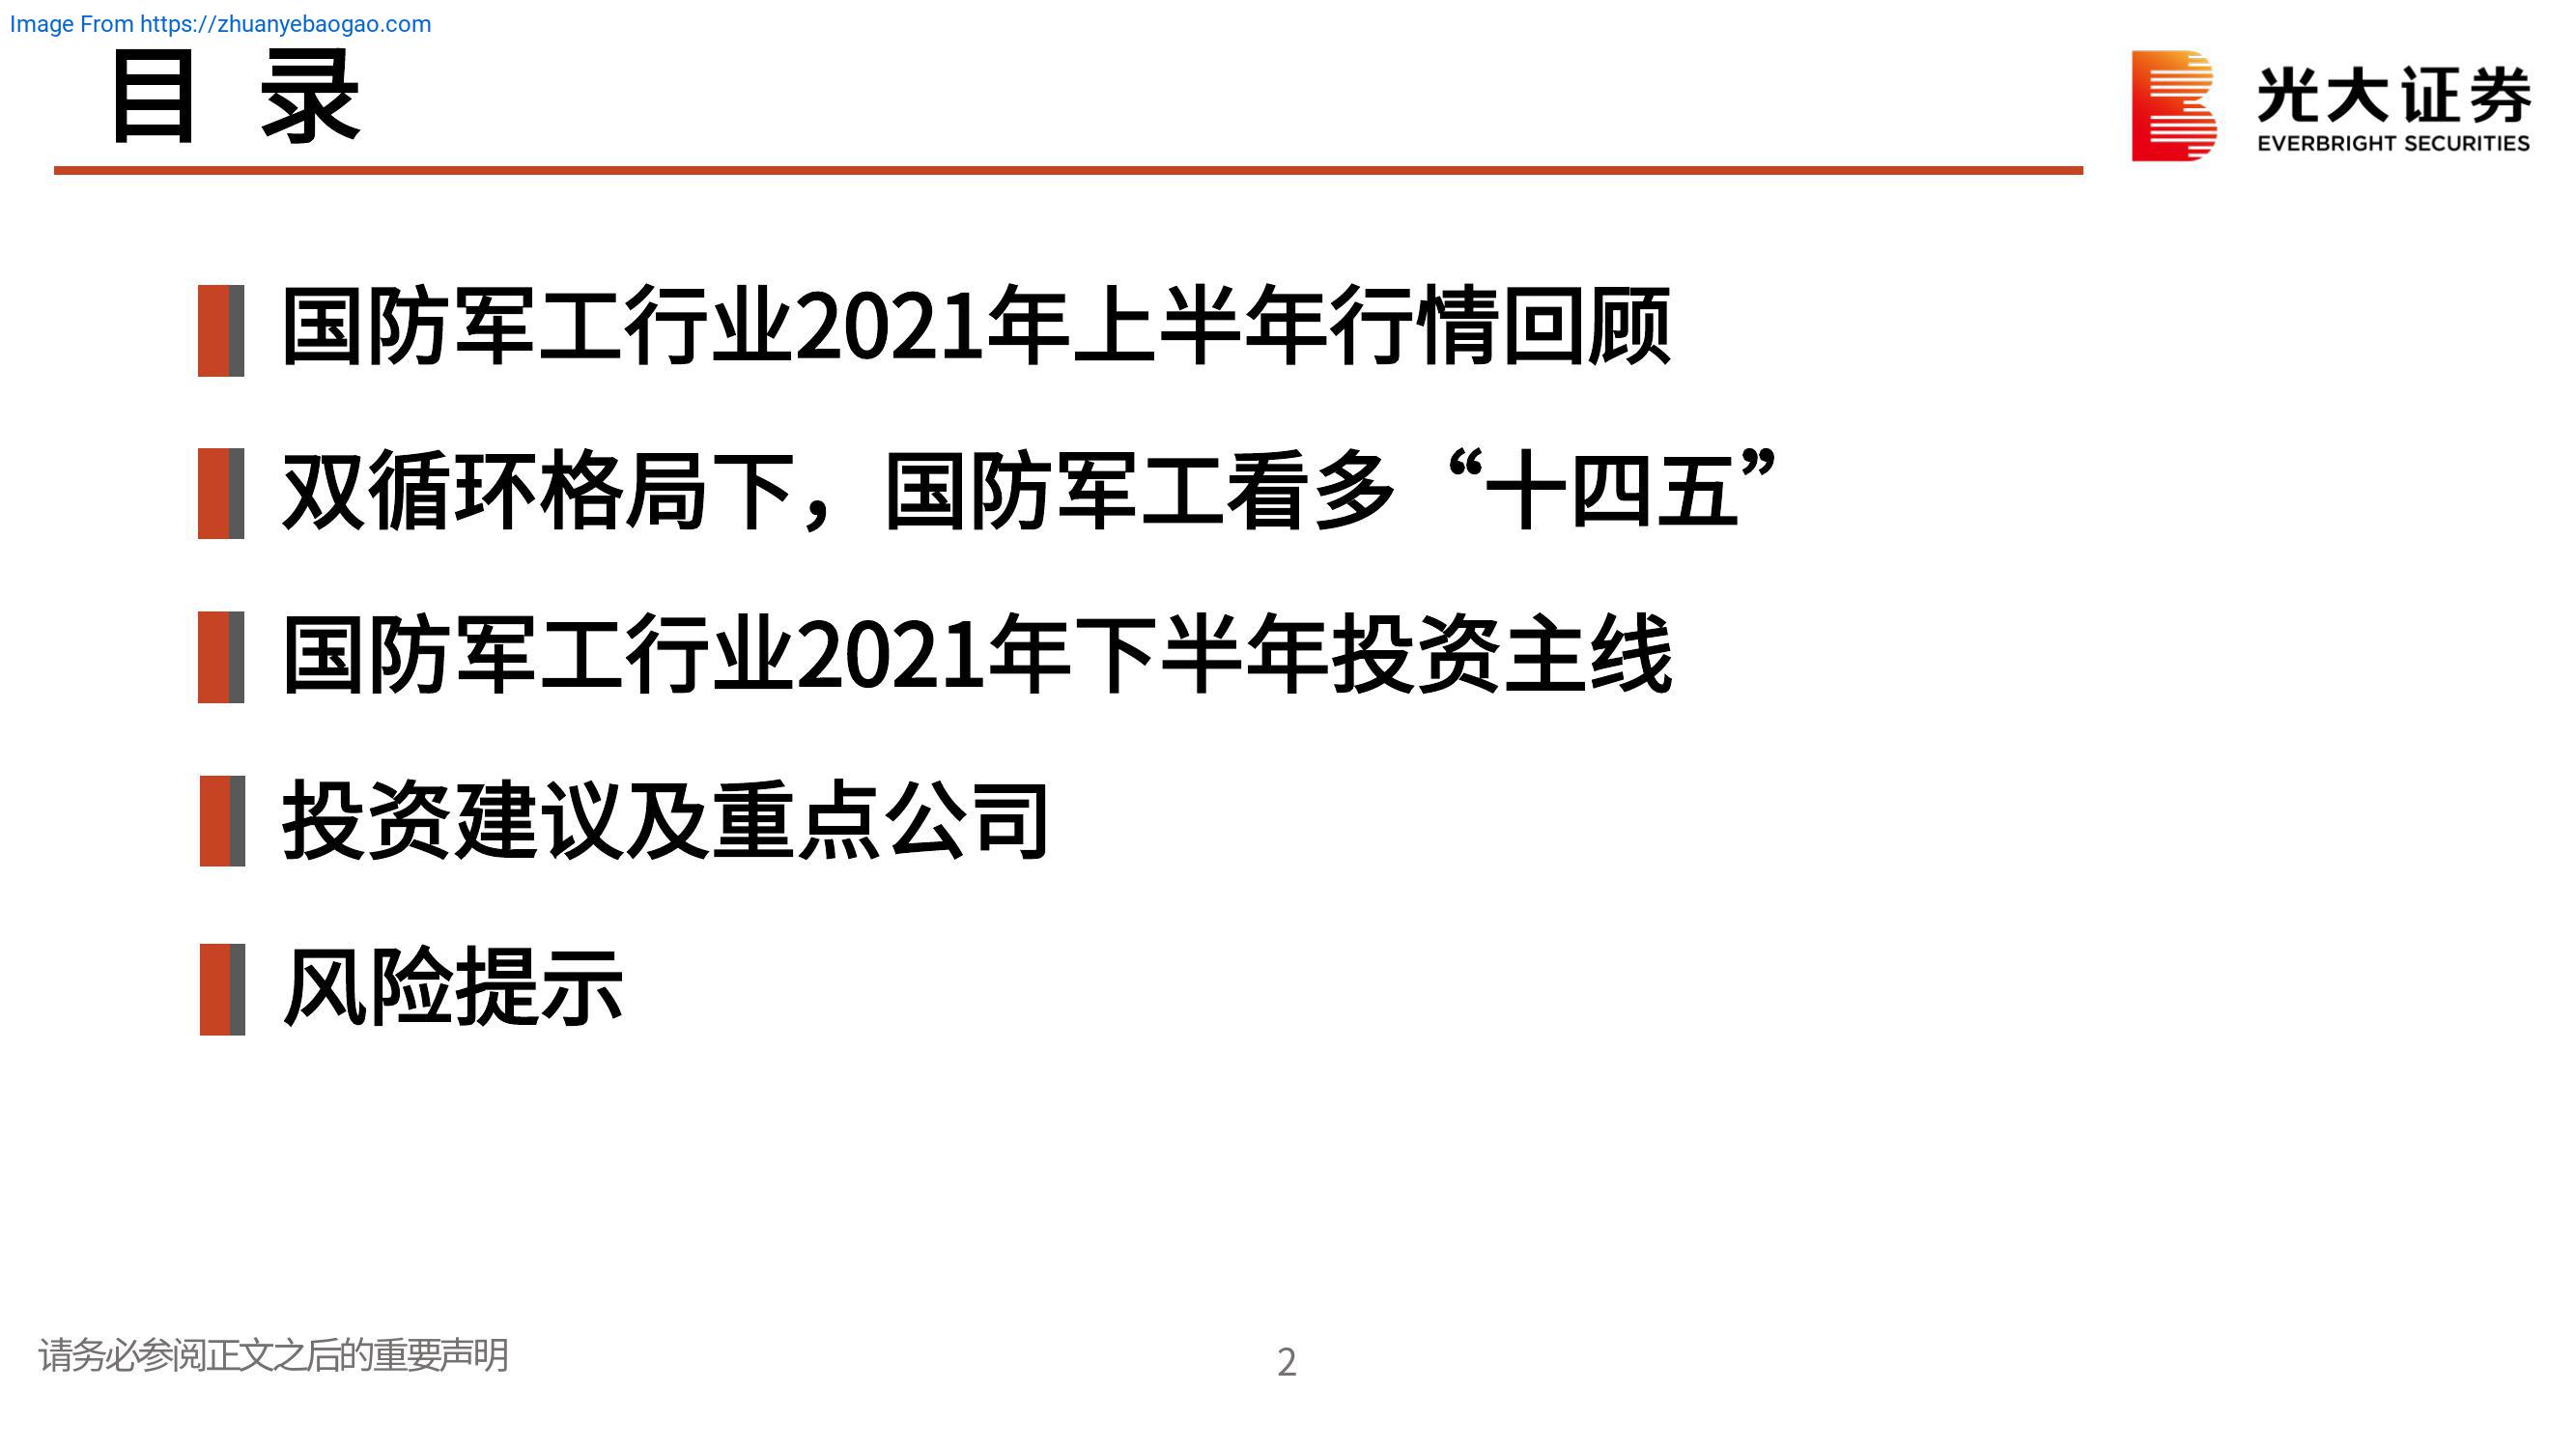 Image From https://zhuanyebaogao.com
目 录
光大证券
EVERBRIGHT SECURITIES
国防军工行业2021年上半年行情回顾
双循环格局下，国防军工看多“十四五”
国防军工行业2021年下半年投资主线
投资建议及重点公司
风险提示
请务必参阅正文之后的重要声明
2